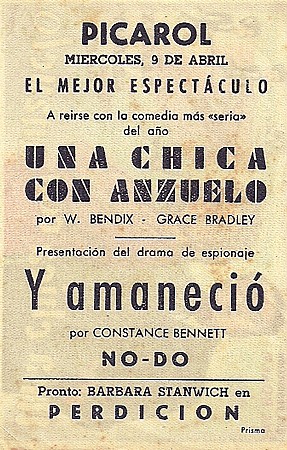 PICAROL
MIERCOLES, 9 DE ABRIL
EL MEJOR ESPECTÁCULO
A reirse con la comedia más «seria»
del año
UNA CHICA
CON ANZUELO
por W. BENDIX - GRACE BRADLEY
Presentación del drama de espionaje
Y amaneció
por CONSTANCE BENNETT
NO-DO
Pronto: BARBARA STANWICH en
PERDICION
Prisma